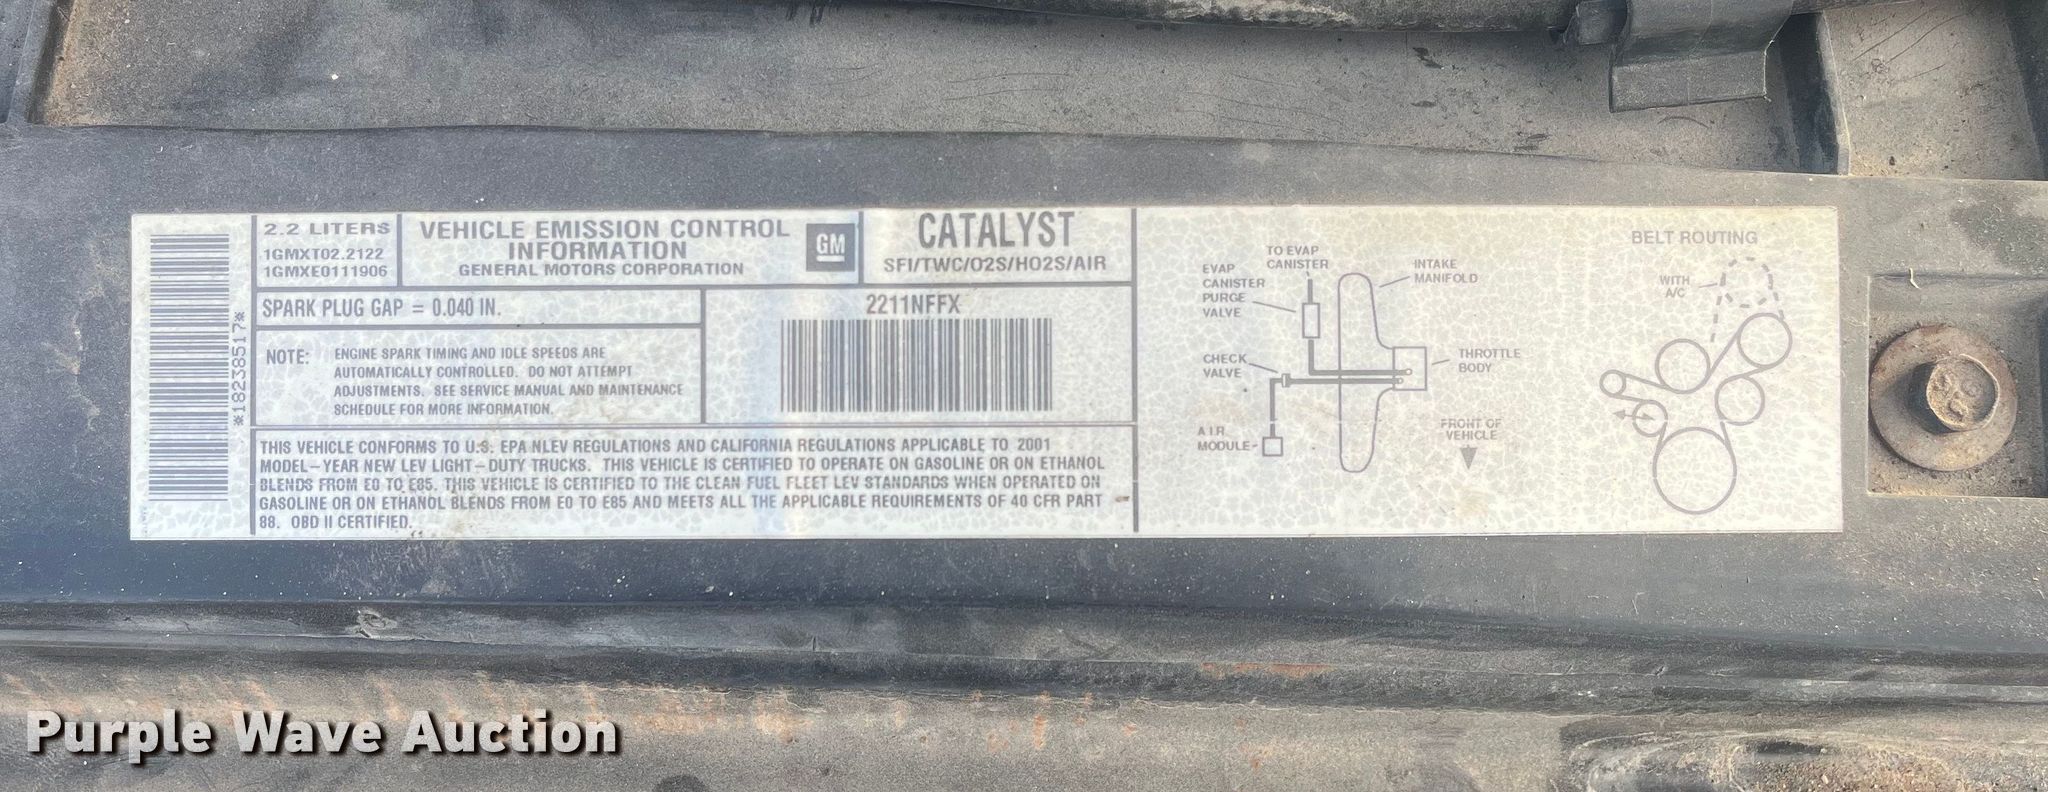 *18238517*
2.2 LITERS
1GMXT02.2122
1GMXE0111906
VEHICLE EMISSION CONTROL
INFORMATION
GENERAL MOTORS CORPORATION
GM
CATALYST
SFI/TWC/O2S/HO2S/AIR
SPARK PLUG GAP = 0.040 IN.
NOTE: ENGINE SPARK TIMING AND IDLE SPEEDS ARE
AUTOMATICALLY CONTROLLED. DO NOT ATTEMPT
ADJUSTMENTS. SEE SERVICE MANUAL AND MAINTENANCE
SCHEDULE FOR MORE INFORMATION.
2211NFFX
THIS VEHICLE CONFORMS TO U.S. EPA NLEV REGULATIONS AND CALIFORNIA REGULATIONS APPLICABLE TO 2001
MODEL-YEAR NEW LEV LIGHT-DUTY TRUCKS. THIS VEHICLE IS CERTIFIED TO OPERATE ON GASOLINE OR ON ETHANOL
BLENDS FROM E0 TO E85. THIS VEHICLE IS CERTIFIED TO THE CLEAN FUEL FLEET LEV STANDARDS WHEN OPERATED ON
GASOLINE OR ON ETHANOL BLENDS FROM E0 TO E85 AND MEETS ALL THE APPLICABLE REQUIREMENTS OF 40 CFR PART
88. OBD II CERTIFIED.
TO EVAP
CANISTER
EVAP
CANISTER
PURGE
VALVE
INTAKE
MANIFOLD
CHECK
VALVE
THROTTLE
BODY
A.I.R.
MODULE
FRONT OF
VEHICLE
BELT ROUTING
WITH
A/C
Purple Wave Auction